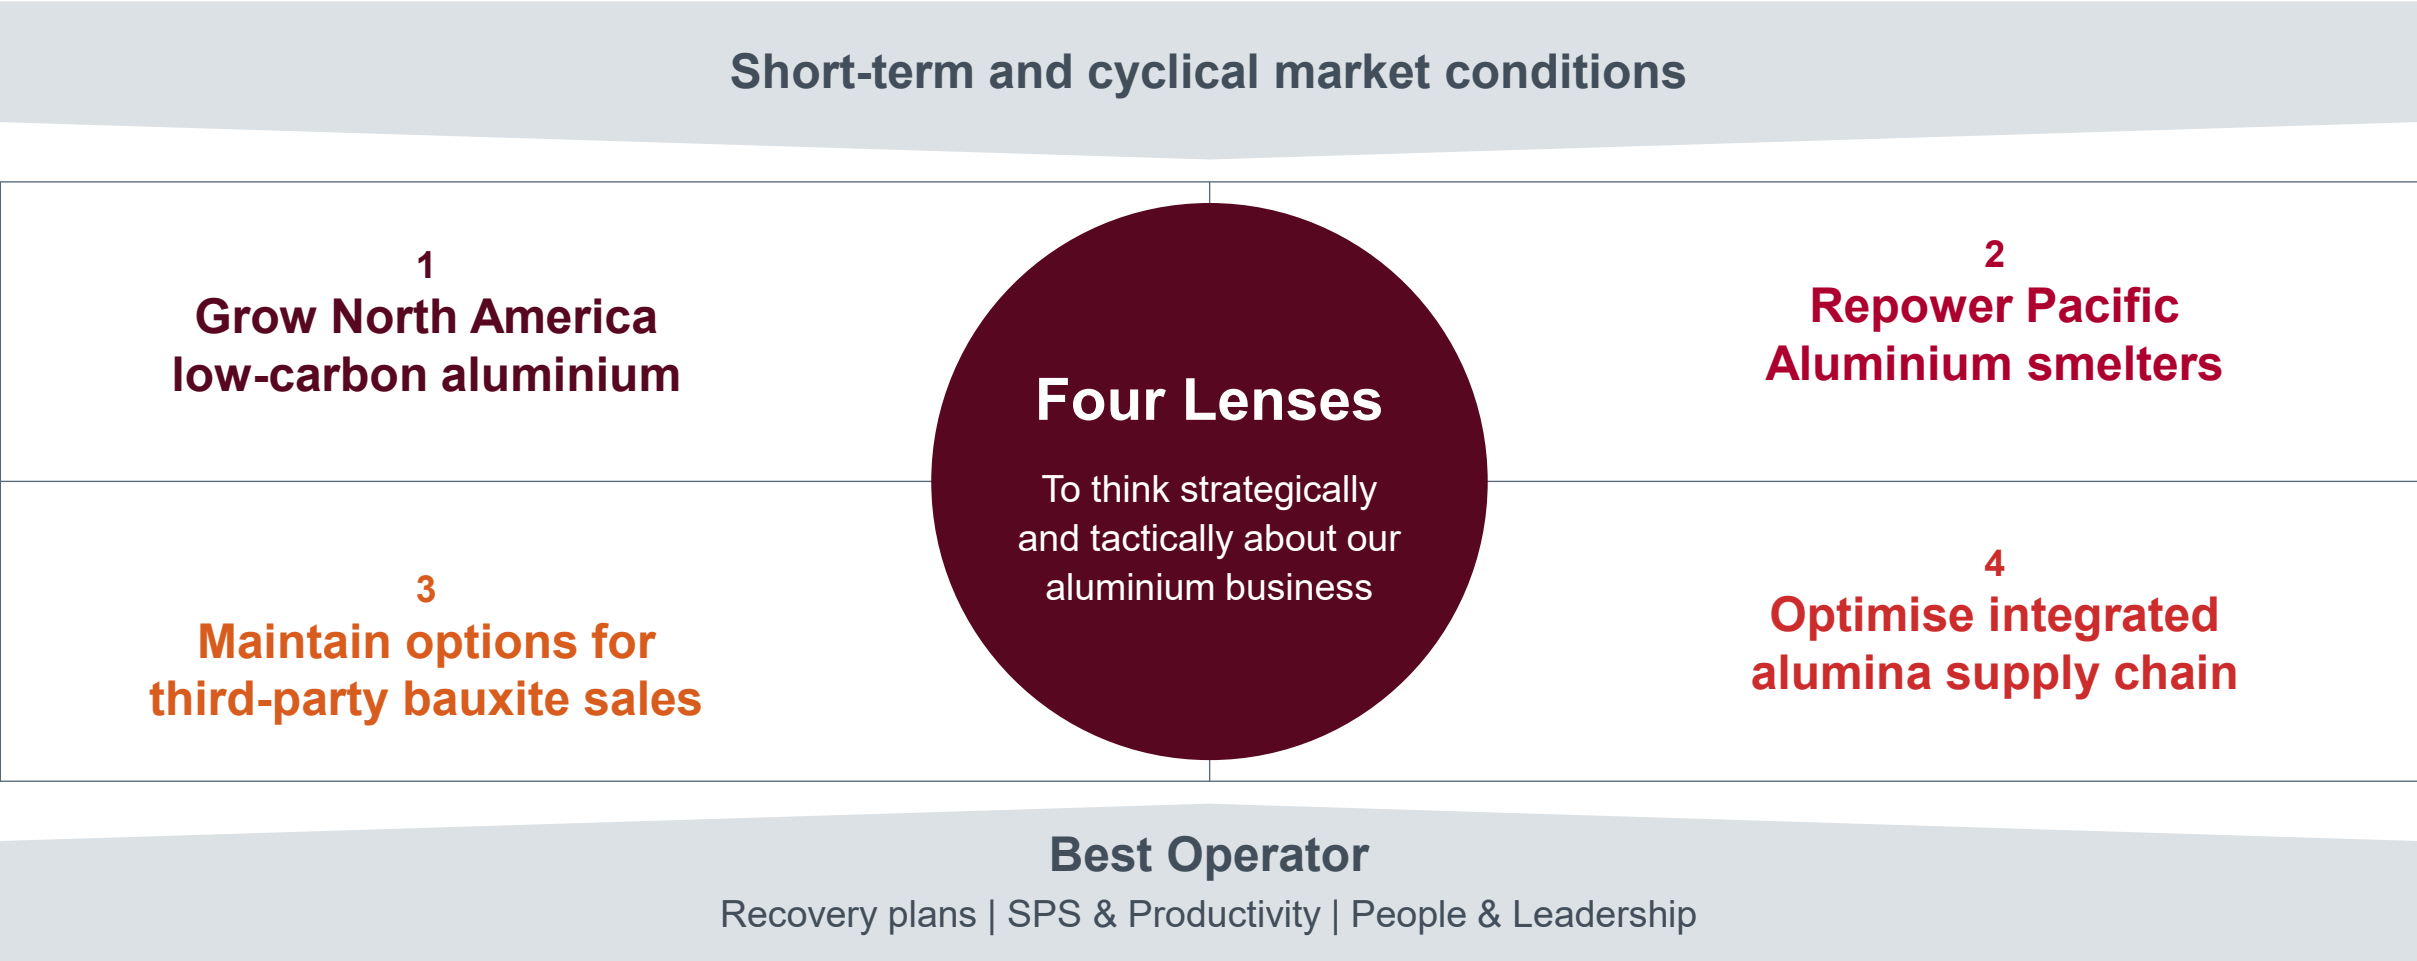 Short-term and cyclical market conditions
1
Grow North America
low-carbon aluminium
2
Repower Pacific
Aluminium smelters
Four Lenses
To think strategically
and tactically about our
aluminium business
3
Maintain options for
third-party bauxite sales
4
Optimise integrated
alumina supply chain
Best Operator
Recovery plans | SPS & Productivity | People & Leadership